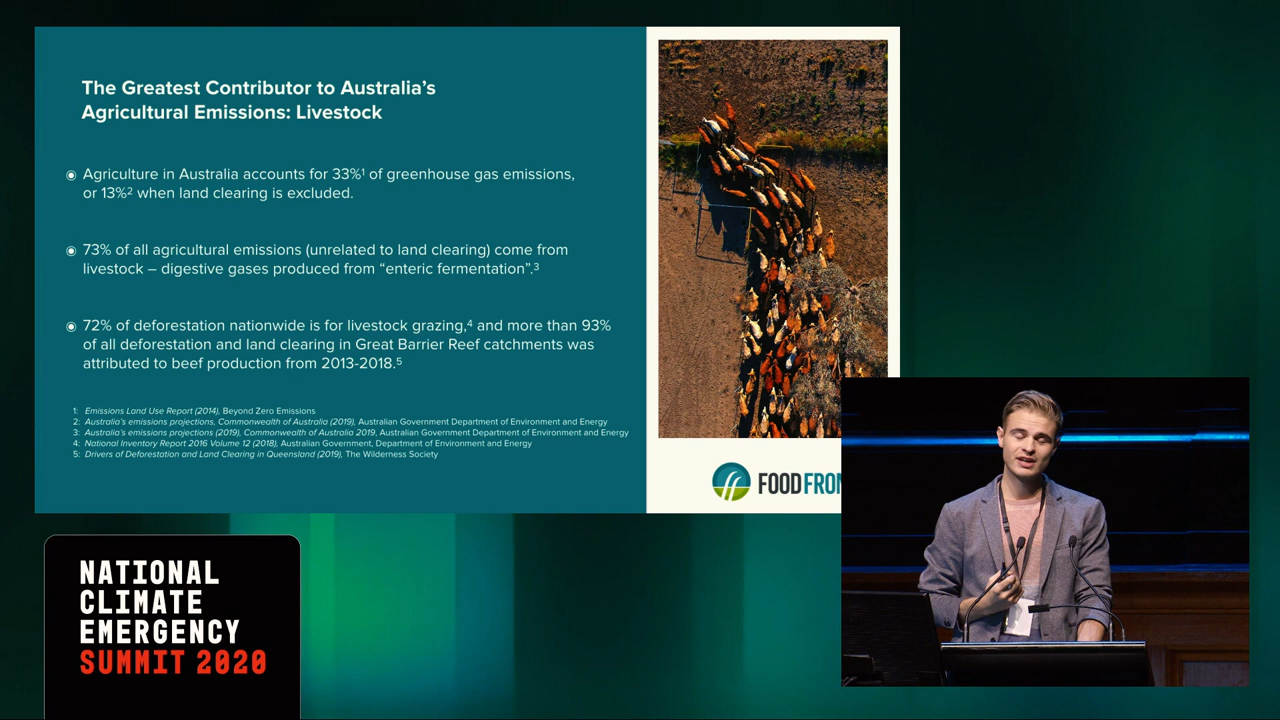 The Greatest Contributor to Australia’s
Agricultural Emissions: Livestock
Agriculture in Australia accounts for 33%¹ of greenhouse gas emissions,
or 13%² when land clearing is excluded.
73% of all agricultural emissions (unrelated to land clearing) come from
livestock – digestive gases produced from “enteric fermentation”.³
72% of deforestation nationwide is for livestock grazing,⁴ and more than 93%
of all deforestation and land clearing in Great Barrier Reef catchments was
attributed to beef production from 2013-2018.⁵
1: Emissions Land Use Report (2014), Beyond Zero Emissions
2: Australia’s emissions projections, Commonwealth of Australia (2019), Australian Government Department of Environment and Energy
3: Australia’s emissions projections (2019), Commonwealth of Australia 2019, Australian Government Department of Environment and Energy
4: National Inventory Report 2016 Volume 12 (2018), Australian Government, Department of Environment and Energy
5: Drivers of Deforestation and Land Clearing in Queensland (2019), The Wilderness Society
FOOD
NATIONAL
CLIMATE
EMERGENCY
SUMMIT 2020